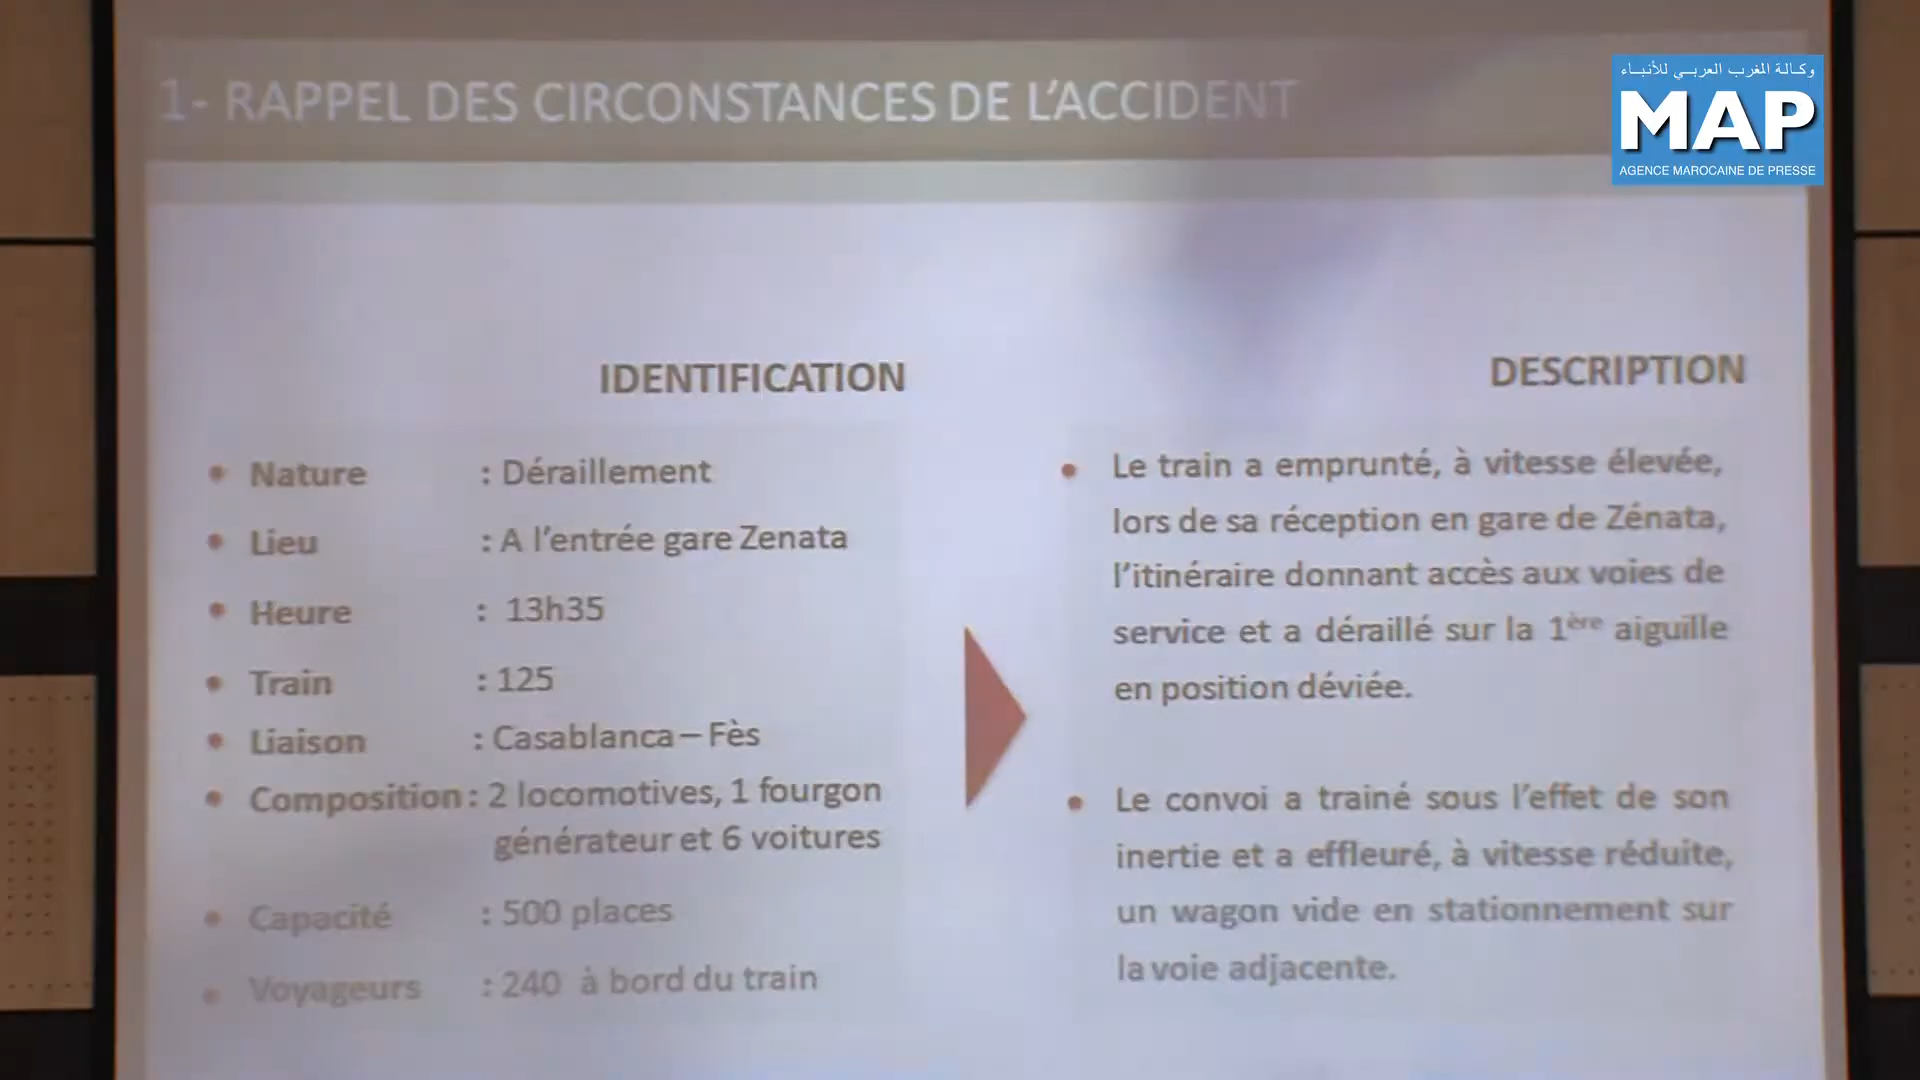 1- RAPPEL DES CIRCONSTANCES DE L'ACCIDENT
وكالة المغرب العربي للأنباء
MAP
AGENCE MAROCAINE DE PRESSE
IDENTIFICATION
• Nature : Déraillement
• Lieu : A l'entrée gare Zenata
• Heure : 13h35
• Train : 125
• Liaison : Casablanca – Fès
• Composition : 2 locomotives, 1 fourgon
générateur et 6 voitures
• Capacité : 500 places
• Voyageurs : 240 à bord du train
DESCRIPTION
• Le train a emprunté, à vitesse élevée,
lors de sa réception en gare de Zénata,
l'itinéraire donnant accès aux voies de
service et a déraillé sur la 1ère aiguille
en position déviée.
• Le convoi a trainé sous l'effet de son
inertie et a effleuré, à vitesse réduite,
un wagon vide en stationnement sur
la voie adjacente.